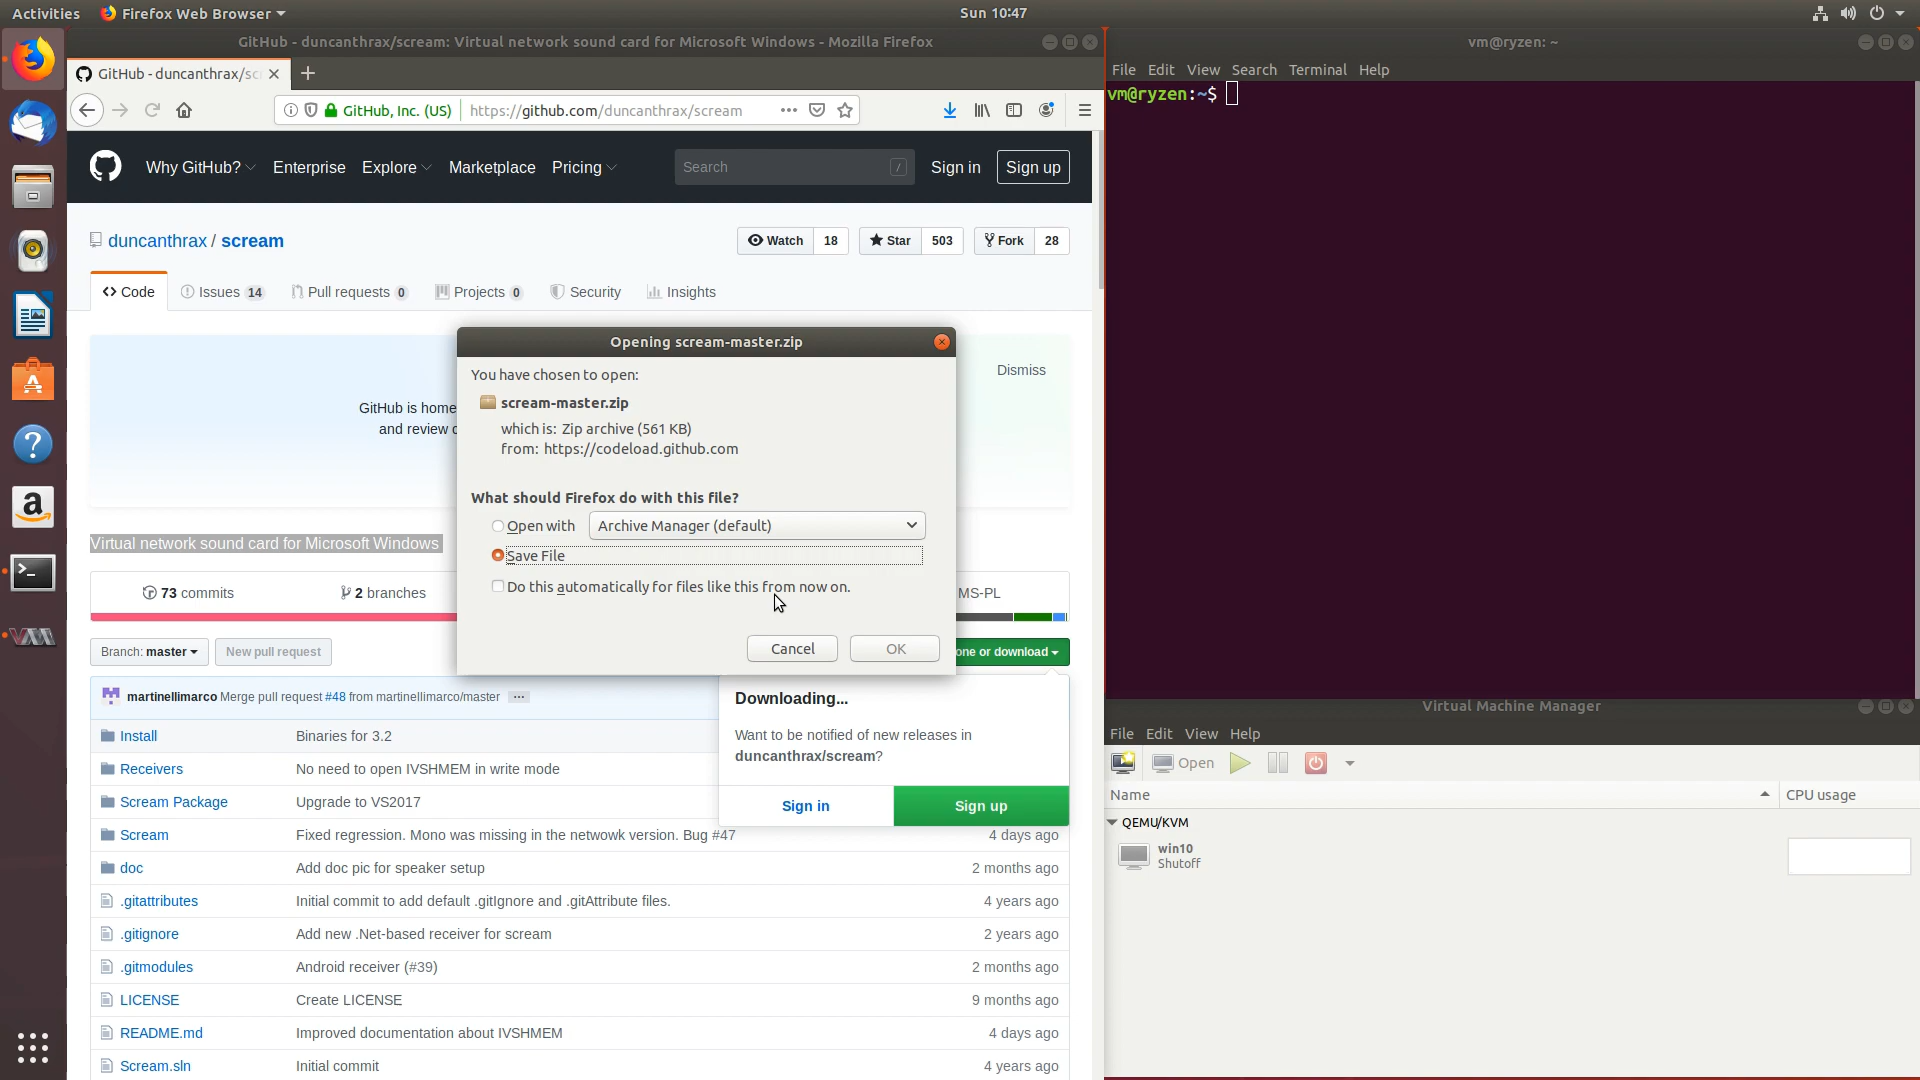 Activities
Firefox Web Browser
Sun 10:47
GitHub - duncanthrax/scream: Virtual network sound card for Microsoft Windows - Mozilla Firefox
GitHub - duncanthrax/sc
GitHub, Inc. (US)
https://github.com/duncanthrax/scream
Why GitHub?
Enterprise
Explore
Marketplace
Pricing
Search
/
Sign in
Sign up
duncanthrax / scream
Watch 18
Star 503
Fork 28
Code
Issues 14
Pull requests 0
Projects 0
Security
Insights
Dismiss
GitHub is home
and review
Virtual network sound card for Microsoft Windows
73 commits
2 branches
MS-PL
Branch: master
New pull request
one or download
martinellimarco Merge pull request #48 from martinellimarco/master
Install Binaries for 3.2
Receivers No need to open IVSHMEM in write mode
Scream Package Upgrade to VS2017
Scream Fixed regression. Mono was missing in the netwowk version. Bug #47 4 days ago
doc Add doc pic for speaker setup 2 months ago
.gitattributes Initial commit to add default .gitIgnore and .gitAttribute files. 4 years ago
.gitignore Add new .Net-based receiver for scream 2 years ago
.gitmodules Android receiver (#39) 2 months ago
LICENSE Create LICENSE 9 months ago
README.md Improved documentation about IVSHMEM 4 days ago
Scream.sln Initial commit 4 years ago
Opening scream-master.zip
You have chosen to open:
scream-master.zip
which is: Zip archive (561 KB)
from: https://codeload.github.com
What should Firefox do with this file?
Open with
Archive Manager (default)
Save File
Do this automatically for files like this from now on.
Cancel
OK
Downloading...
Want to be notified of new releases in
duncanthrax/scream?
Sign in
Sign up
vm@ryzen: ~
File Edit View Search Terminal Help
vm@ryzen:~$
Virtual Machine Manager
File Edit View Help
Open
Name
CPU usage
QEMU/KVM
win10
Shutoff